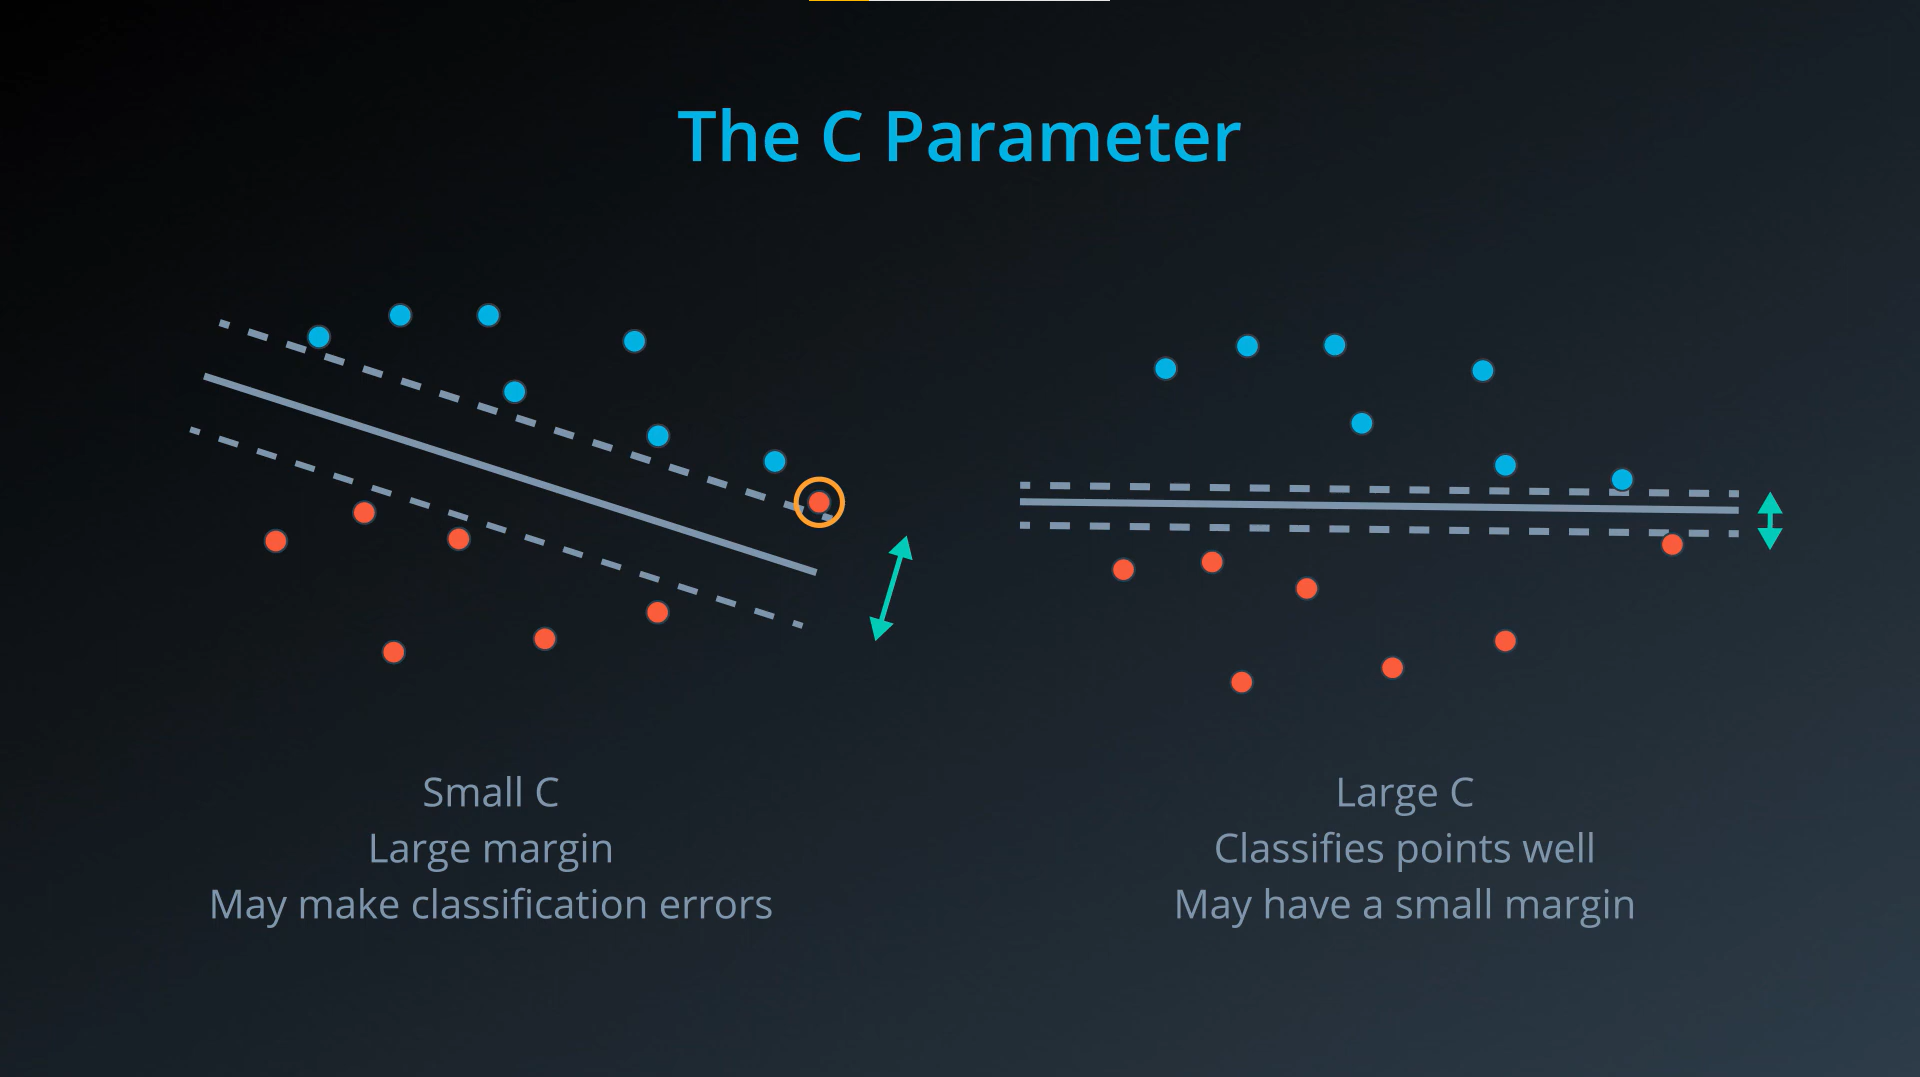 The C Parameter
Small C
Large margin
May make classification errors
Large C
Classifies points well
May have a small margin